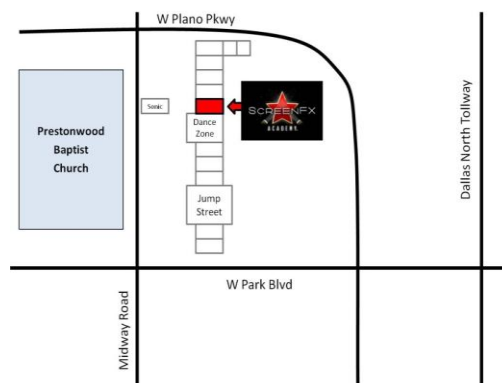 W Plano Pkwy
Sonic
SCREENFX
ACADEMY
Dance
Zone
Prestonwood
Baptist
Church
Jump
Street
Dallas North Tollway
W Park Blvd
Midway Road